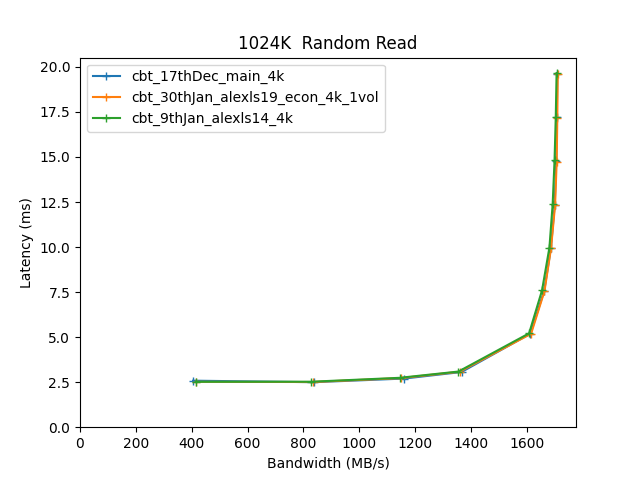 1024K  Random Read
cbt_17thDec_main_4k
cbt_30thJan_alexls19_econ_4k_1vol
cbt_9thJan_alexls14_4k
Latency (ms)
20.0
17.5
15.0
12.5
10.0
7.5
5.0
2.5
0.0
0 200 400 600 800 1000 1200 1400 1600
Bandwidth (MB/s)